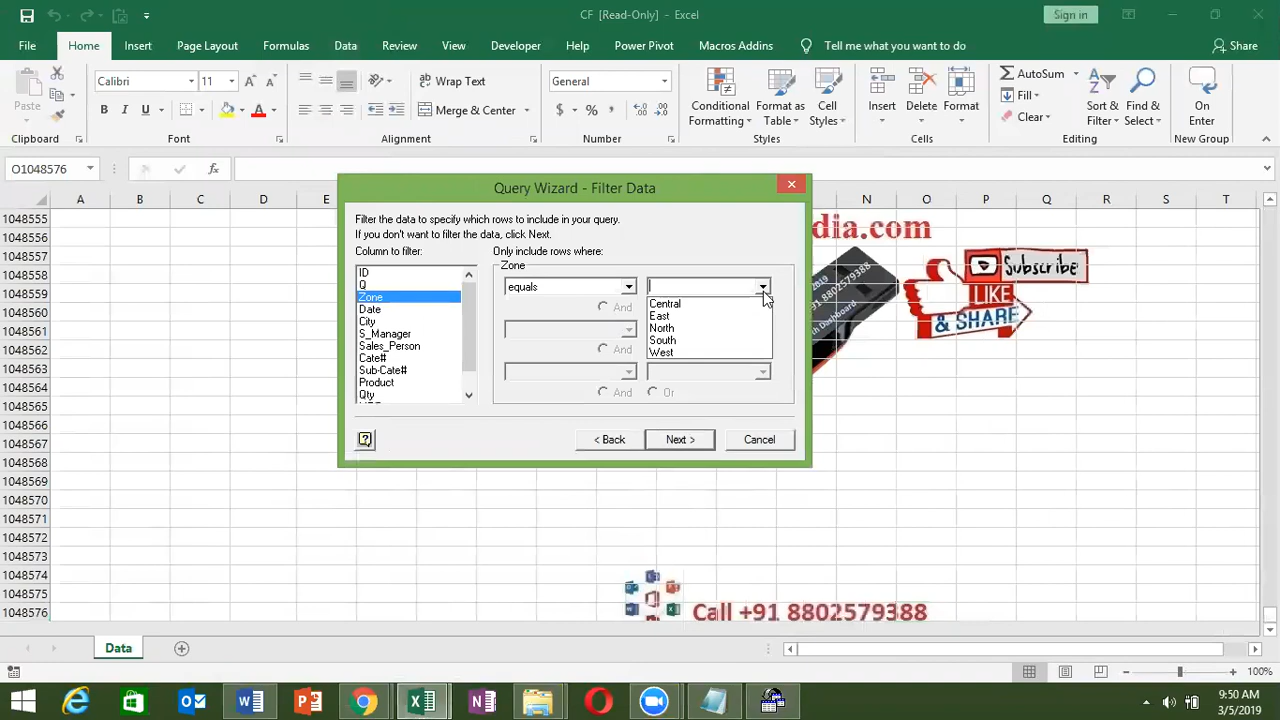 CF [Read-Only] - Excel
Sign in
File Home Insert Page Layout Formulas Data Review View Developer Help Power Pivot Macros Addins Tell me what you want to do Share
Paste
Calibri 11
Wrap Text
General
Conditional Formatting
Format as Table
Cell Styles
Insert
Delete
Format
AutoSum
Fill
Clear
Sort & Filter
Find & Select
On Enter
B I U
Merge & Center
$ %
Clipboard Font Alignment Number Styles Cells Editing New Group
O1048576
fx
A B C D E N O P Q R S T
Query Wizard - Filter Data
Filter the data to specify which rows to include in your query.
If you don't want to filter the data, click Next.
Column to filter:
Only include rows where:
ID
Q
Zone
Date
City
S_Manager
Sales_Person
Cate#
Sub-Cate#
Product
Qty
Zone
equals
Central
East
North
South
West
And
And
And Or
< Back Next > Cancel
dia.com
2019
+91 8802579388
th Dashboard
Subscribe
LIKE
& SHARE
1048555
1048556
1048557
1048558
1048559
1048560
1048561
1048562
1048563
1048564
1048565
1048566
1048567
1048568
1048569
1048570
1048571
1048572
1048573
1048574
1048575
1048576
Call +91 8802579388
Data
100%
9:50 AM
3/5/2019